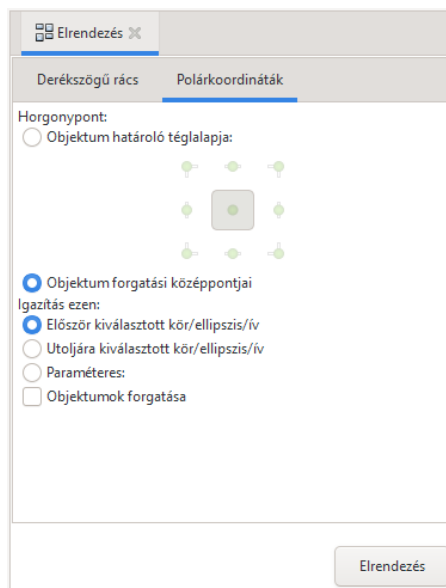 Elrendezés
Derékszögű rács Polárkoordináták
Horgonypont:
Objektum határoló téglalapja:
Objektum forgatási középpontjai
Igazítás ezen:
Először kiválasztott kör/ellipszis/ív
Utoljára kiválasztott kör/ellipszis/ív
Paraméteres:
Objektumok forgatása
Elrendezés